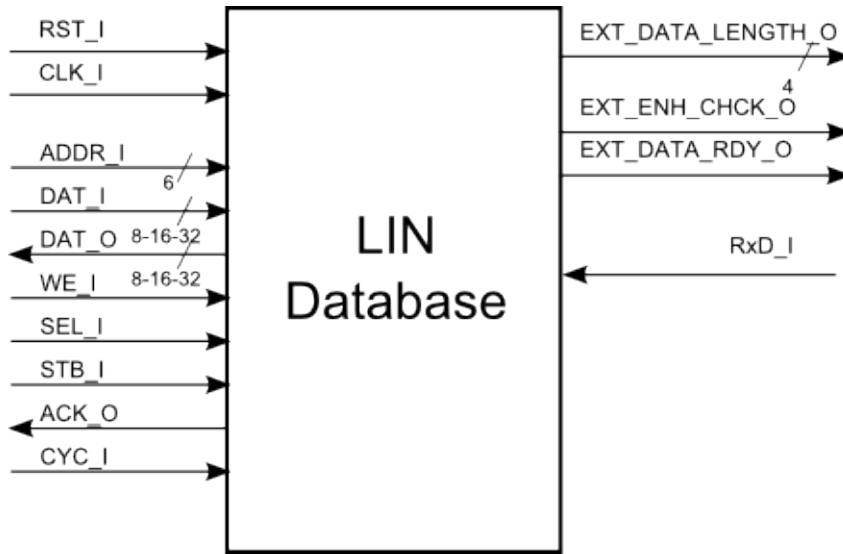 RST_I
CLK_I
ADDR_I
6
DAT_I
8-16-32
DAT_O
8-16-32
WE_I
SEL_I
STB_I
ACK_O
CYC_I
LIN
Database
EXT_DATA_LENGTH_O
4
EXT_ENH_CHCK_O
EXT_DATA_RDY_O
RxD_I